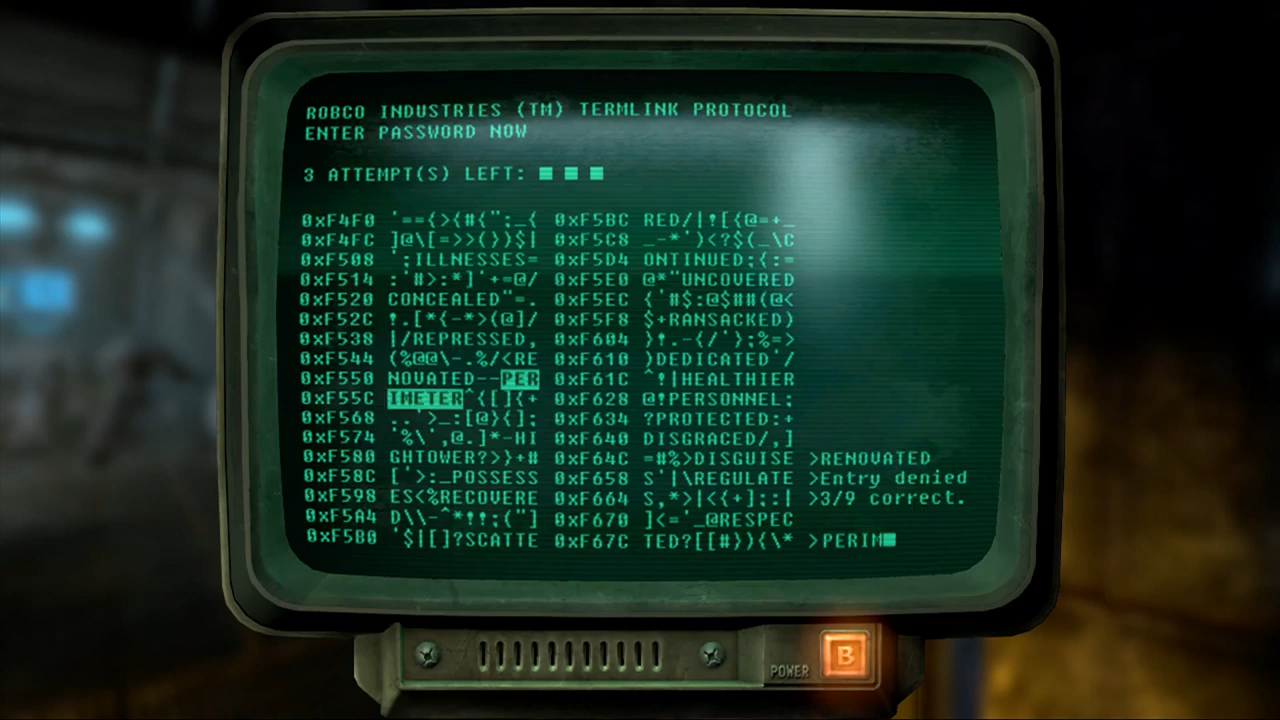 ROBCO INDUSTRIES (TM) TERMLINK PROTOCOL
ENTER PASSWORD NOW
3 ATTEMPT(S) LEFT: ■ ■ ■
0xF4F0 '=={>{#{";_{ 0xF5BC RED/|![{@=+_
0xF4FC ]@\[=>>(})$| 0xF5C8 _-*')<?$(_\C
0xF508 ';ILLNESSES= 0xF5D4 ONTINUED;{:=
0xF514 :'#>:*]'+=@/ 0xF5E0 @*"UNCOVERED
0xF520 CONCEALED"=. 0xF5EC {'#$:@$##(@<
0xF52C !.[*{-*>(@]/ 0xF5F8 $+RANSACKED)
0xF538 |/REPRESSED, 0xF604 }!.-{/'};%=>
0xF544 (%@@\-.%/<RE 0xF610 )DEDICATED'/
0xF550 NOVATED--PER 0xF61C ^!|HEALTHIER
0xF55C IMETER^{[]{+ 0xF628 @!PERSONNEL;
0xF568 :.'>_:[@}{]: 0xF634 ?PROTECTED:+
0xF574 '%\',@.]*-HI 0xF640 DISGRACED/,]
0xF580 GHTOWER?>}+# 0xF64C =#%>DISGUISE >RENOVATED
0xF58C ['>:_POSSESS 0xF658 S'|\REGULATE >Entry denied
0xF598 ES<%RECOVERE 0xF664 S,*>|<{+];:| >3/9 correct.
0xF5A4 D\\-^*!!;("] 0xF670 ]<='_@RESPEC
0xF5B0 '$|[]?SCATTE 0xF67C TED?[[#}){\* >PERIM■
POWER B